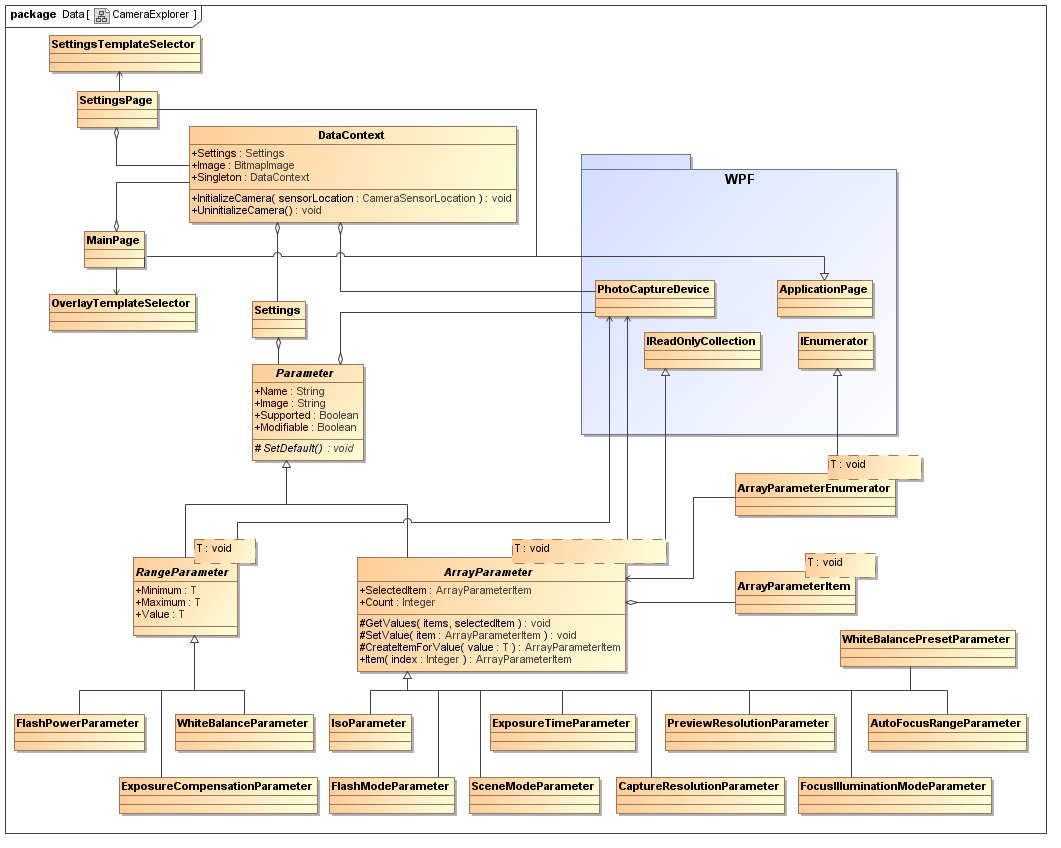 package Data [ CameraExplorer ]
SettingsTemplateSelector
SettingsPage
DataContext
+Settings : Settings
+Image : BitmapImage
+Singleton : DataContext
+InitializeCamera( sensorLocation : CameraSensorLocation ) : void
+UninitializeCamera() : void
WPF
MainPage
OverlayTemplateSelector
Settings
PhotoCaptureDevice
ApplicationPage
IReadOnlyCollection
IEnumerator
Parameter
+Name : String
+Image : String
+Supported : Boolean
+Modifiable : Boolean
# SetDefault() : void
T : void
ArrayParameterEnumerator
T : void
RangeParameter
+Minimum : T
+Maximum : T
+Value : T
T : void
ArrayParameter
+SelectedItem : ArrayParameterItem
+Count : Integer
#GetValues( items, selectedItem ) : void
#SetValue( item : ArrayParameterItem ) : void
#CreateItemForValue( value : T ) : ArrayParameterItem
+Item( index : Integer ) : ArrayParameterItem
T : void
ArrayParameterItem
WhiteBalancePresetParameter
FlashPowerParameter
WhiteBalanceParameter
IsoParameter
ExposureTimeParameter
PreviewResolutionParameter
AutoFocusRangeParameter
ExposureCompensationParameter
FlashModeParameter
SceneModeParameter
CaptureResolutionParameter
FocusIlluminationModeParameter